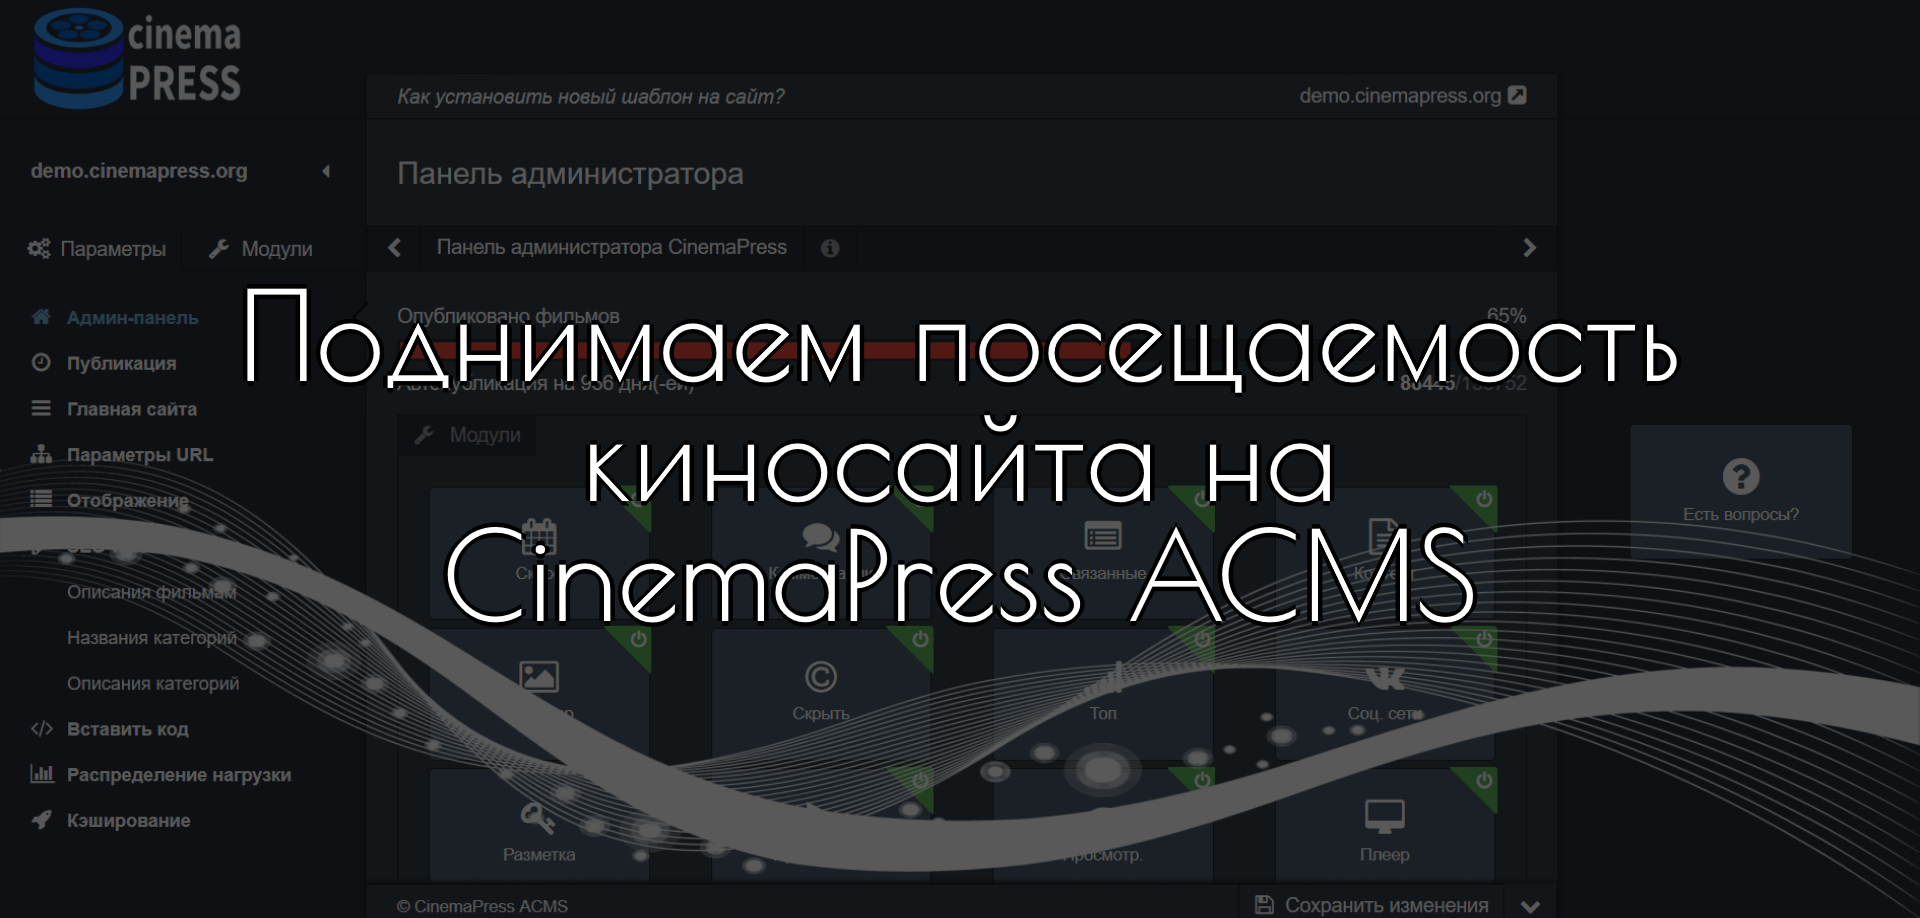 cinema
PRESS
Как установить новый шаблон на сайт?
demo.cinemapress.org
demo.cinemapress.org
Панель администратора
Параметры
Модули
Панель администратора CinemaPress
Опубликовано фильмов
65%
Поднимаем посещаемость
киносайта на
CinemaPress ACMS
Админ-панель
Публикация
Главная сайта
Параметры URL
Отображение
Описания фильмам
Названия категорий
Описания категорий
Вставить код
Распределение нагрузки
Кэширование
Модули
Скрыть
Топ
Соц. сети
Разметка
Плеер
Есть вопросы?
© CinemaPress ACMS
Сохранить изменения